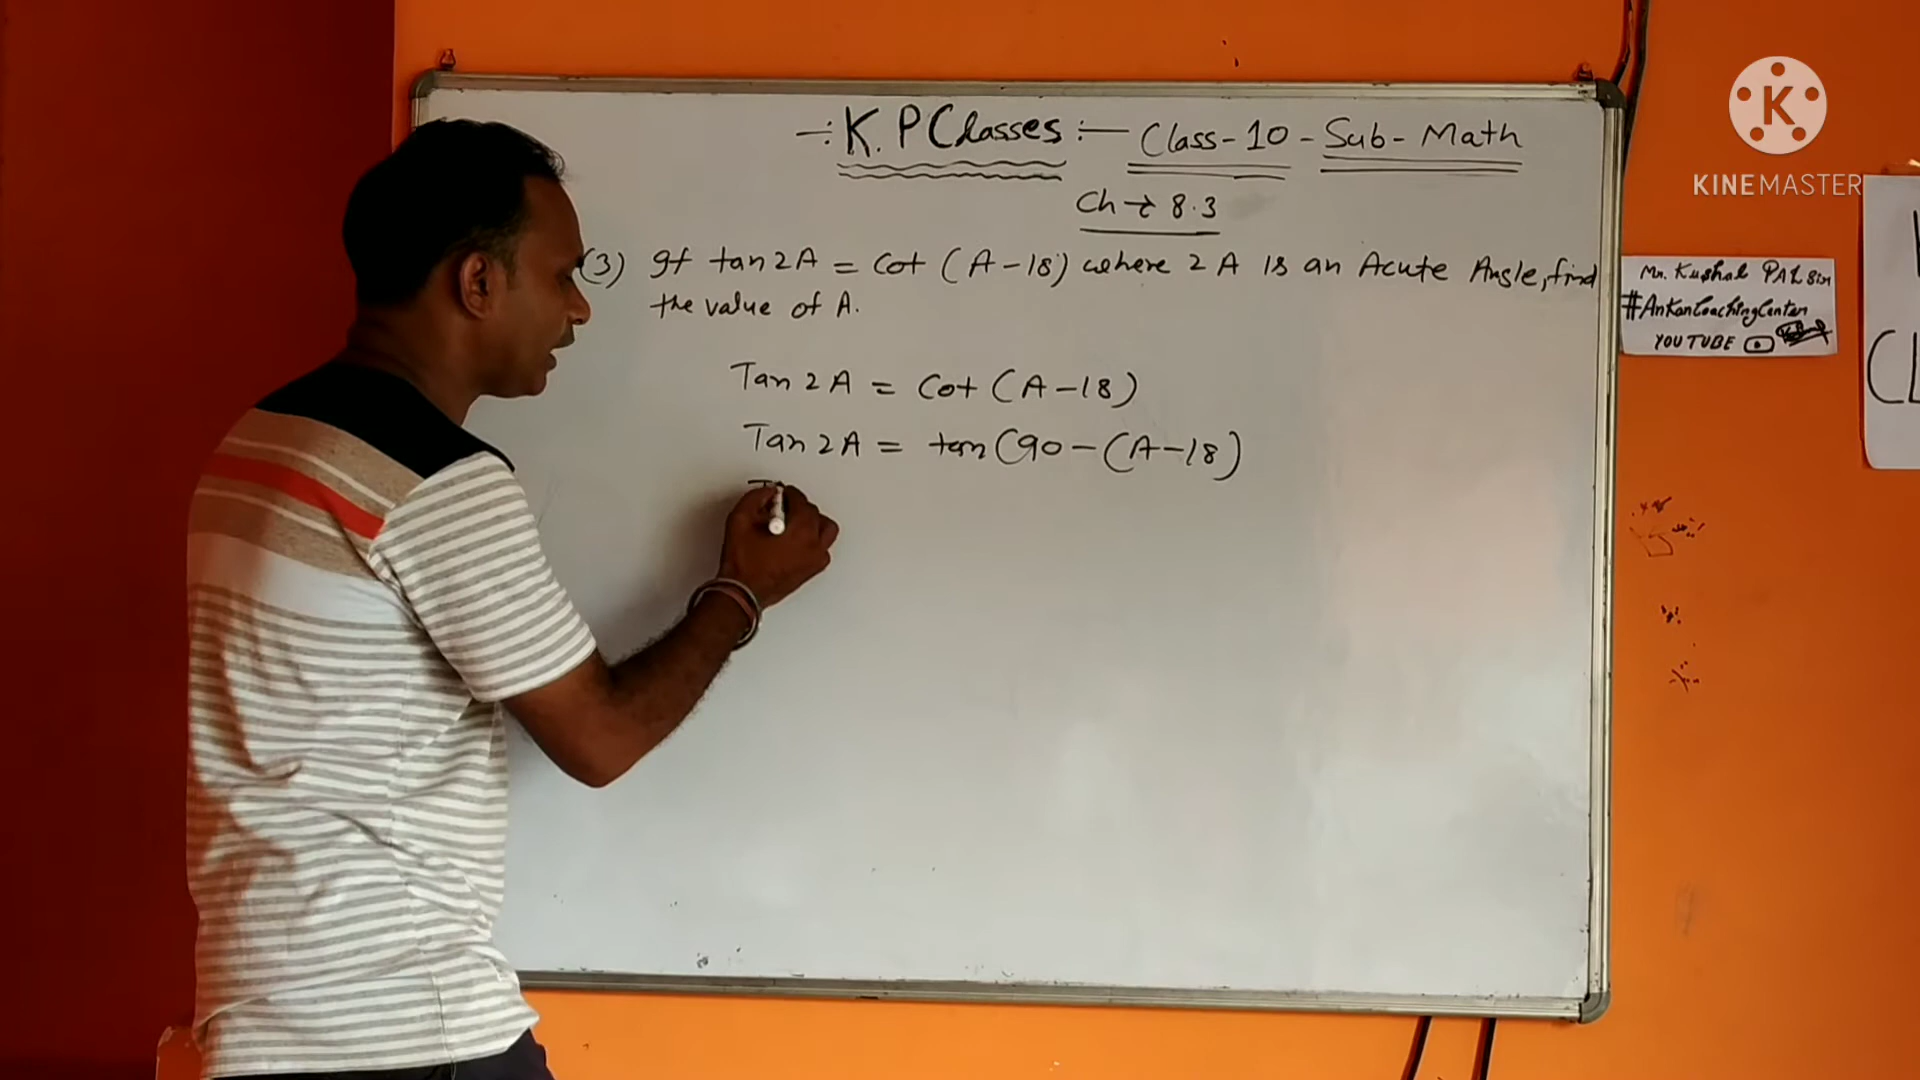 -: K. P Classes :- Class-10 - Sub- Math
Ch → 8.3
(3) If tan 2A = cot (A-18) where 2A is an Acute Angle, find
the value of A.
Tan 2A = Cot (A-18)
Tan 2A = tan (90-(A-18)
T
K
KINEMASTER
Mr. Kushal PAL Sir
#AnKanCoachingCenter
YOUTUBE
CL